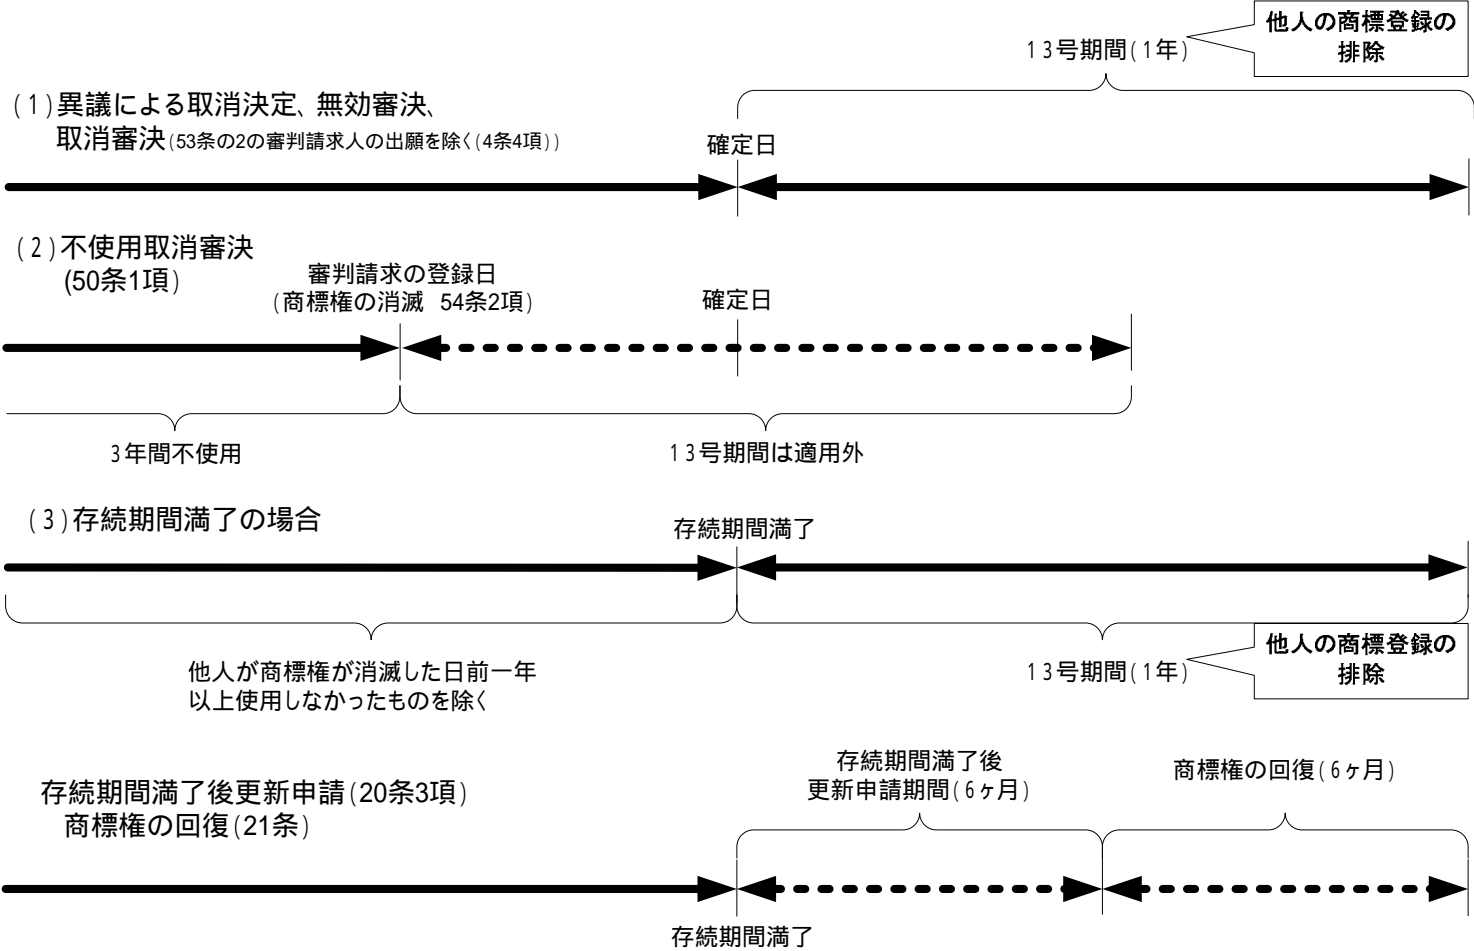 他人の商標登録の
排除
13号期間(1年)
(1)異議による取消決定、無効審決、
取消審決(53条の2の審判請求人の出願を除く(4条4項))
確定日
(2)不使用取消審決
(50条1項)
審判請求の登録日
(商標権の消滅 54条2項)
確定日
3年間不使用
13号期間は適用外
(3)存続期間満了の場合
存続期間満了
他人が商標権が消滅した日前一年
以上使用しなかったものを除く
13号期間(1年)
他人の商標登録の
排除
存続期間満了後更新申請(20条3項)
商標権の回復(21条)
存続期間満了後
更新申請期間(6ヶ月)
商標権の回復(6ヶ月)
存続期間満了